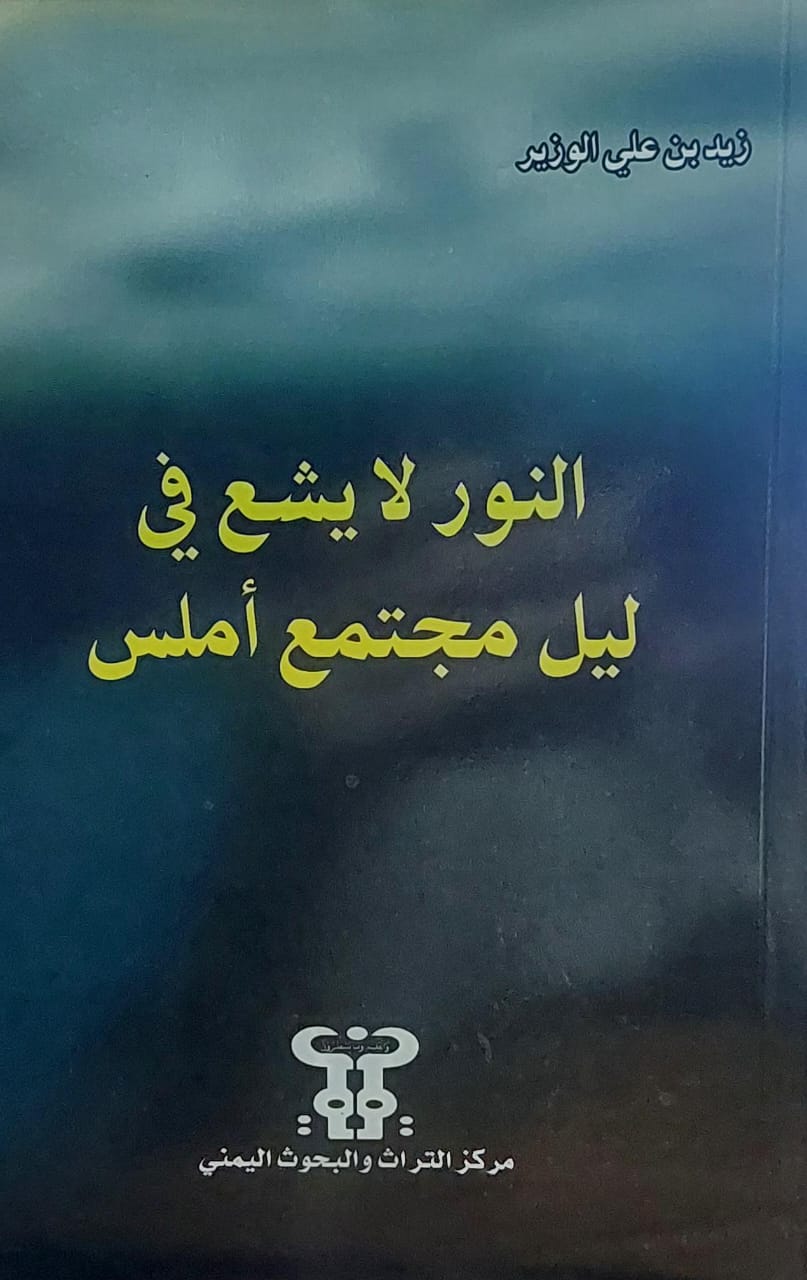 زيد بن علي الوزير
النور لا يشع في
ليل مجتمع أملس
مركز التراث والبحوث اليمني